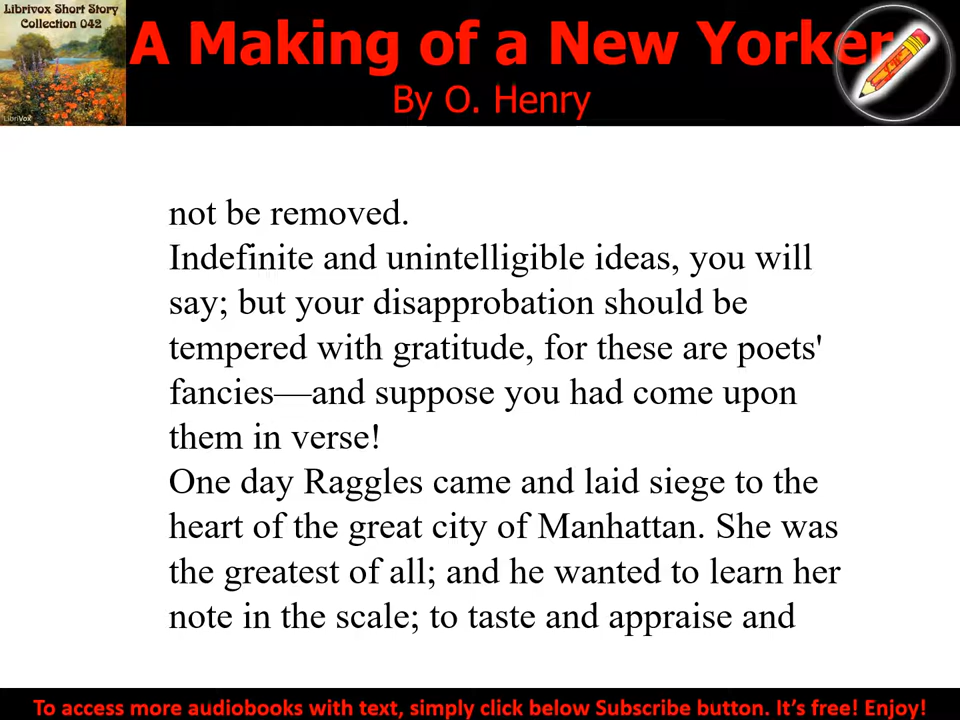 Librivox Short Story
Collection 042
LibriVox
A Making of a New Yorker
By O. Henry
not be removed.
Indefinite and unintelligible ideas, you will
say; but your disapprobation should be
tempered with gratitude, for these are poets'
fancies—and suppose you had come upon
them in verse!
One day Raggles came and laid siege to the
heart of the great city of Manhattan. She was
the greatest of all; and he wanted to learn her
note in the scale; to taste and appraise and
To access more audiobooks with text, simply click below Subscribe button. It's free! Enjoy!